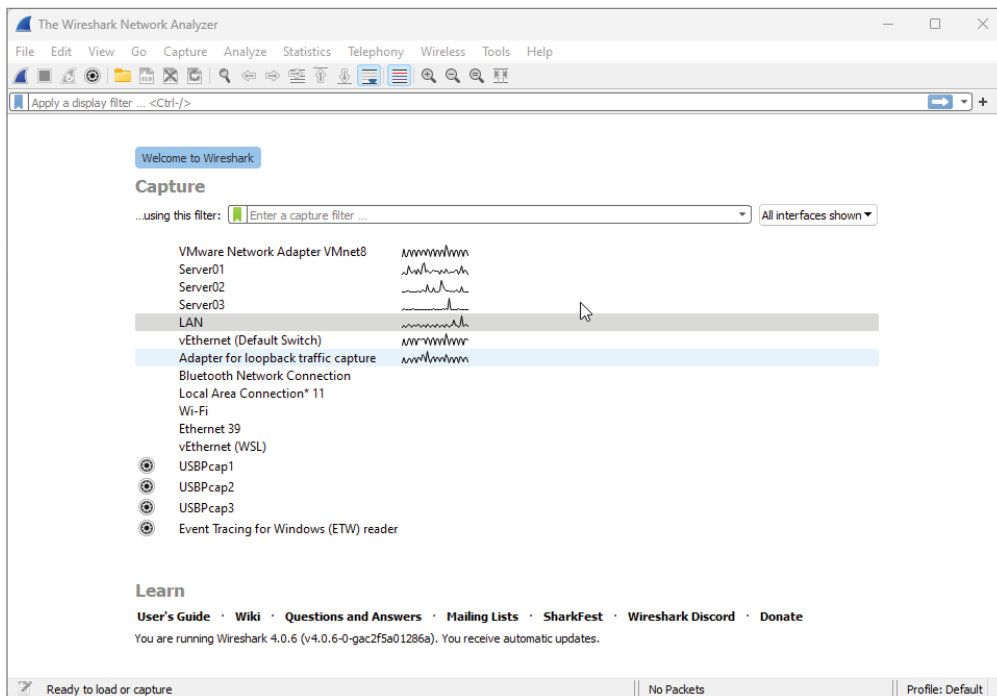 The Wireshark Network Analyzer
File Edit View Go Capture Analyze Statistics Telephony Wireless Tools Help
Apply a display filter ... <Ctrl-/>
Welcome to Wireshark
Capture
...using this filter: Enter a capture filter ... All interfaces shown
VMware Network Adapter VMnet8
Server01
Server02
Server03
LAN
vEthernet (Default Switch)
Adapter for loopback traffic capture
Bluetooth Network Connection
Local Area Connection* 11
Wi-Fi
Ethernet 39
vEthernet (WSL)
USBPcap1
USBPcap2
USBPcap3
Event Tracing for Windows (ETW) reader
Learn
User's Guide · Wiki · Questions and Answers · Mailing Lists · SharkFest · Wireshark Discord · Donate
You are running Wireshark 4.0.6 (v4.0.6-0-gac2f5a01286a). You receive automatic updates.
Ready to load or capture No Packets Profile: Default